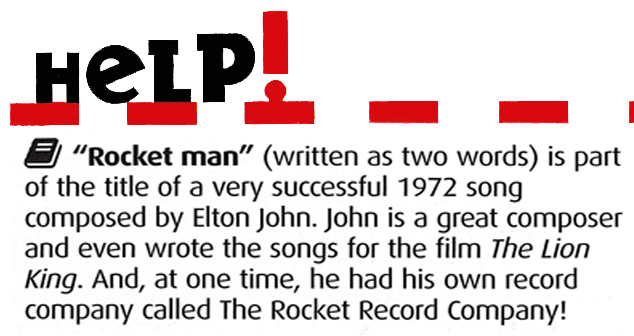 HeLP!
“Rocket man” (written as two words) is part
of the title of a very successful 1972 song
composed by Elton John. John is a great composer
and even wrote the songs for the film The Lion
King. And, at one time, he had his own record
company called The Rocket Record Company!